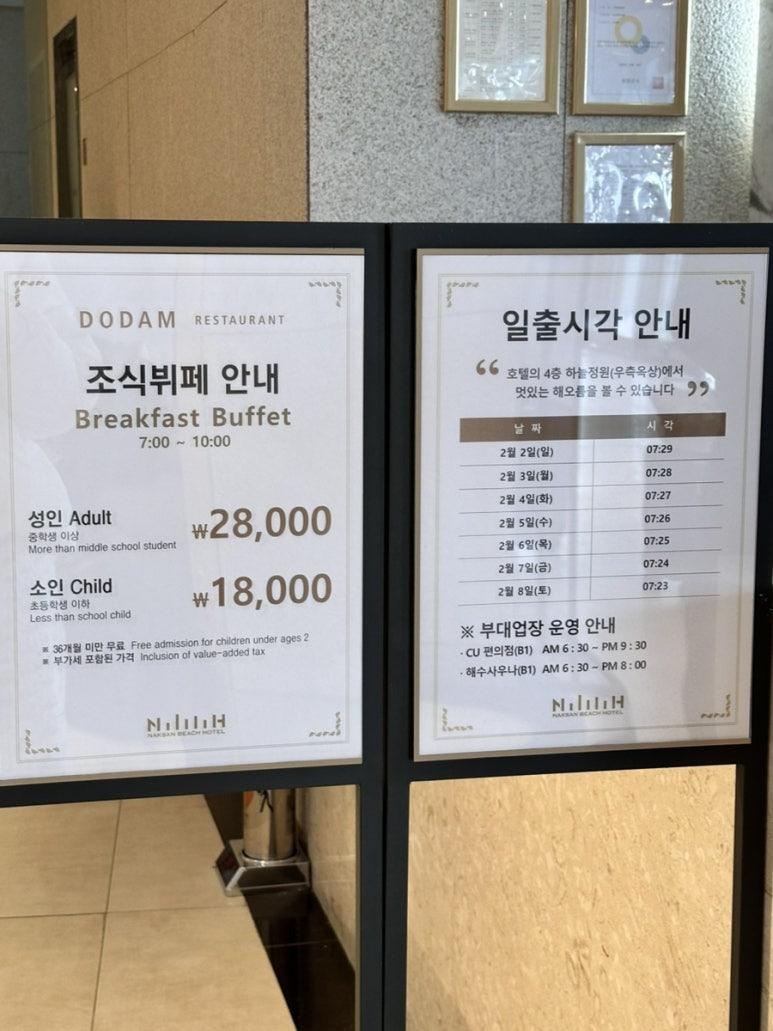 DODAM RESTAURANT
조식뷔페 안내
Breakfast Buffet
7:00 ~ 10:00
성인 Adult
중학생 이상
More than middle school student
₩28,000
소인 Child
초등학생 이하
Less than school child
₩18,000
※ 36개월 미만 무료 Free admission for children under ages 2
※ 부가세 포함된 가격 Inclusion of value-added tax
NAKSAN BEACH HOTEL
일출시각 안내
“ 호텔의 4층 하늘정원(우측옥상)에서
멋있는 해오름을 볼 수 있습니다 ”
날 짜 시 각
2월 2일(일) 07:29
2월 3일(월) 07:28
2월 4일(화) 07:27
2월 5일(수) 07:26
2월 6일(목) 07:25
2월 7일(금) 07:24
2월 8일(토) 07:23
※ 부대업장 운영 안내
· CU 편의점(B1) AM 6 : 30 ~ PM 9 : 30
· 해수사우나(B1) AM 6 : 30 ~ PM 8 : 00
NAKSAN BEACH HOTEL